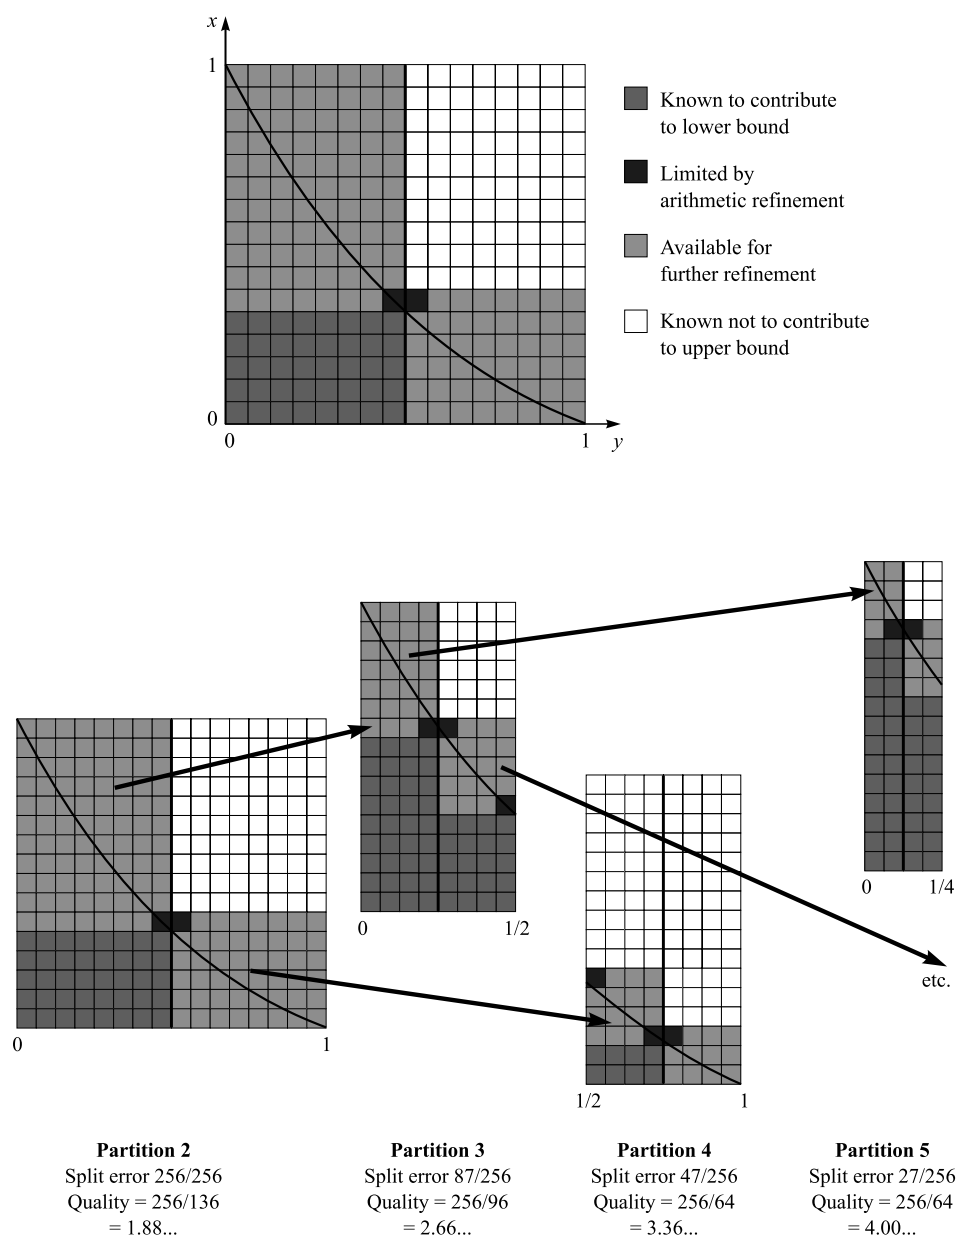 x
1
0
0
1
y
Known to contribute
to lower bound
Limited by
arithmetic refinement
Available for
further refinement
Known not to contribute
to upper bound
0
1
0
1/2
1/2
1
0
1/4
etc.
Partition 2
Split error 256/256
Quality = 256/136
= 1.88...
Partition 3
Split error 87/256
Quality = 256/96
= 2.66...
Partition 4
Split error 47/256
Quality = 256/64
= 3.36...
Partition 5
Split error 27/256
Quality = 256/64
= 4.00...